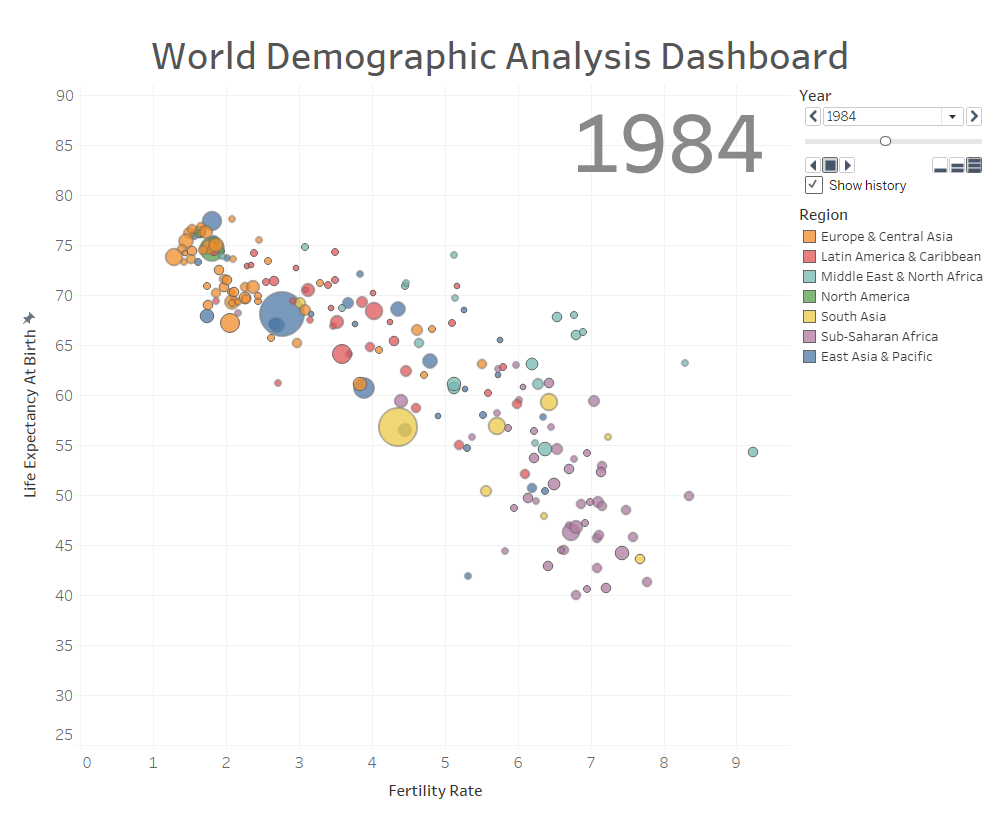 World Demographic Analysis Dashboard
1984
Life Expectancy At Birth
90
85
80
75
70
65
60
55
50
45
40
35
30
25
0 1 2 3 4 5 6 7 8 9
Fertility Rate
Year
1984
Show history
Region
Europe & Central Asia
Latin America & Caribbean
Middle East & North Africa
North America
South Asia
Sub-Saharan Africa
East Asia & Pacific